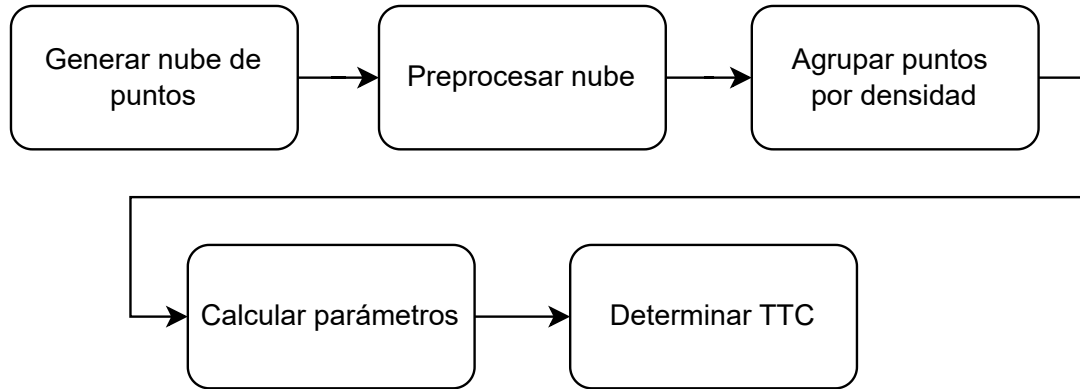 Generar nube de
puntos
Preprocesar nube
Agrupar puntos
por densidad
Calcular parámetros
Determinar TTC